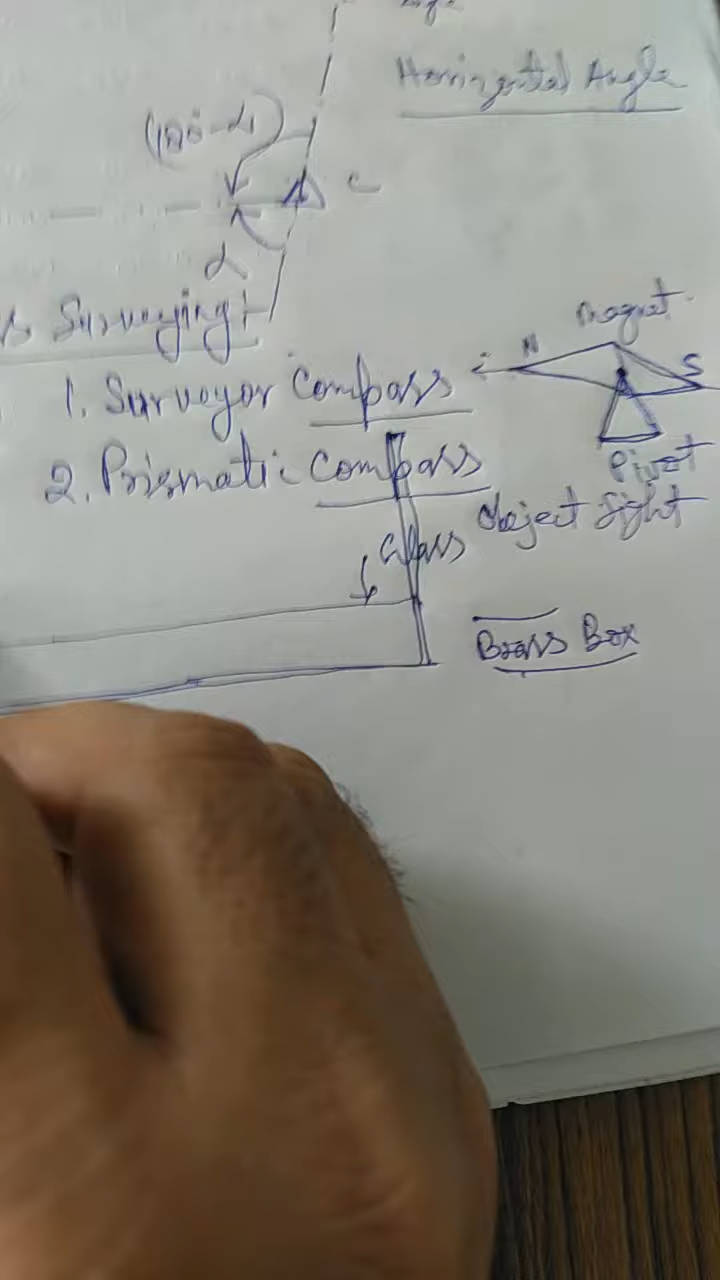 Horizontal Angle
(180-α)
C
α
Surveying
Magnet
N
S
1. Surveyor Compass
2. Prismatic Compass
Pivot
Object Sight
Glass
Brass Box